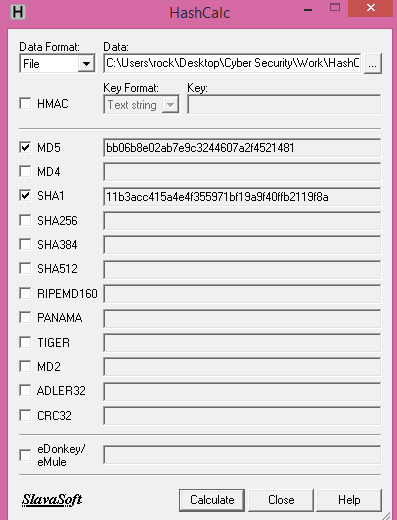 H HashCalc
Data Format: Data:
File C:\Users\rock\Desktop\Cyber Security\Work\HashC ...
Key Format: Key:
HMAC Text string
MD5 bb06b8e02ab7e9c3244607a2f4521481
MD4
SHA1 11b3acc415a4e4f355971bf19a9f40ffb2119f8a
SHA256
SHA384
SHA512
RIPEMD160
PANAMA
TIGER
MD2
ADLER32
CRC32
eDonkey/
eMule
SlavaSoft Calculate Close Help